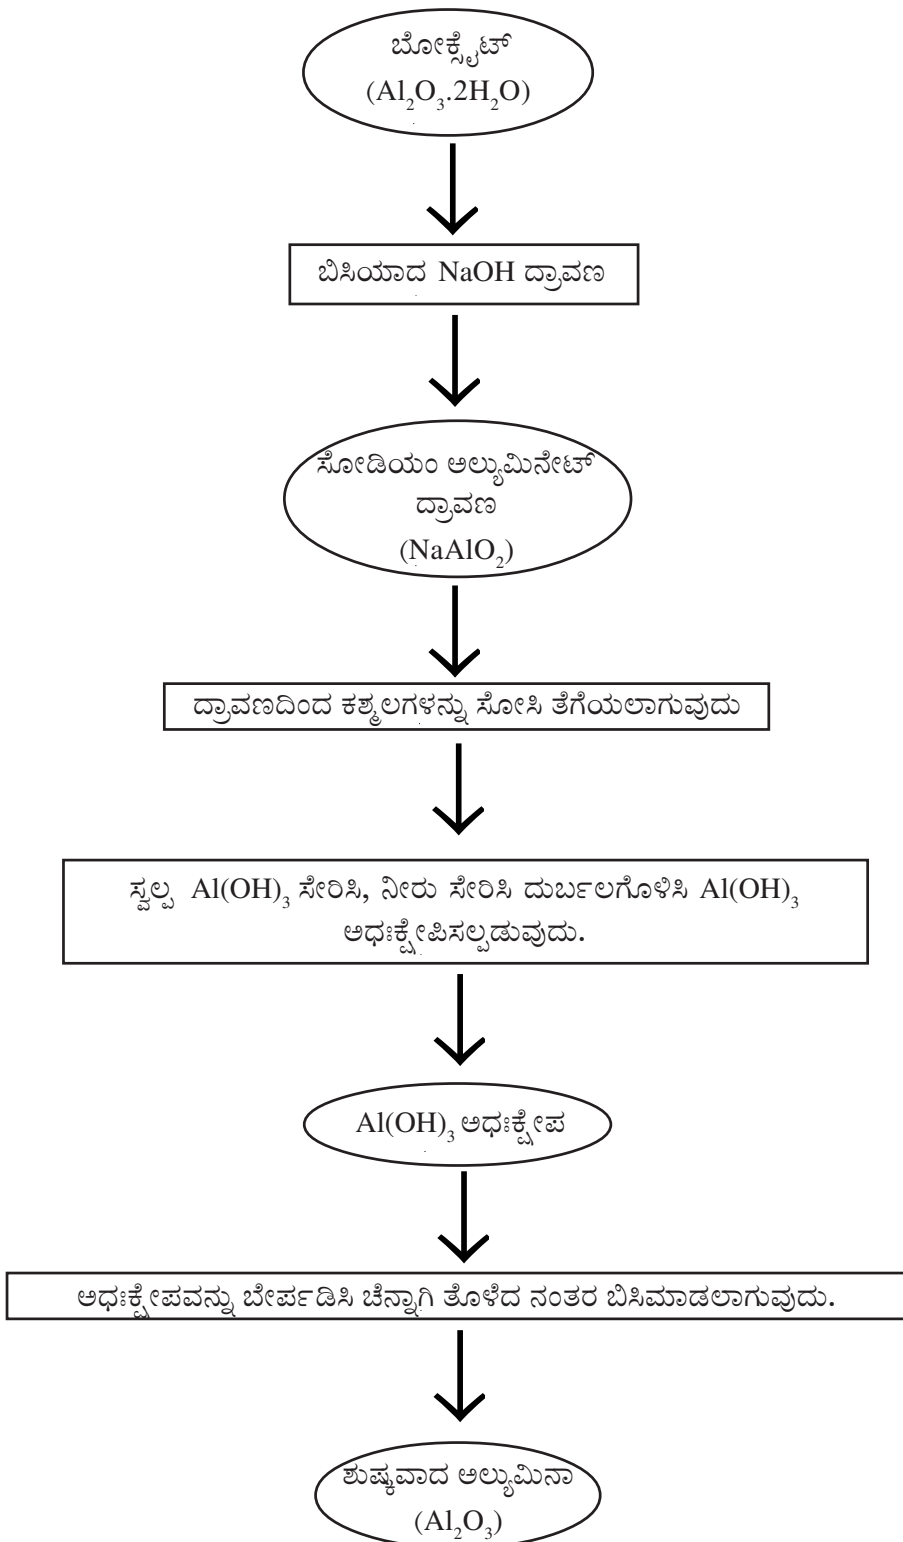 ಬೋಕ್ಸೈಟ್
(Al₂O₃.2H₂O)
ಬಿಸಿಯಾದ NaOH ದ್ರಾವಣ
ಸೋಡಿಯಂ ಅಲ್ಯುಮಿನೇಟ್
ದ್ರಾವಣ
(NaAlO₂)
ದ್ರಾವಣದಿಂದ ಕಶ್ಮಲಗಳನ್ನು ಸೋಸಿ ತೆಗೆಯಲಾಗುವುದು
ಸ್ವಲ್ಪ Al(OH)₃ ಸೇರಿಸಿ, ನೀರು ಸೇರಿಸಿ ದುರ್ಬಲಗೊಳಿಸಿ Al(OH)₃
ಅಧಃಕ್ಷೇಪಿಸಲ್ಪಡುವುದು.
Al(OH)₃ ಅಧಃಕ್ಷೇಪ
ಅಧಃಕ್ಷೇಪವನ್ನು ಬೇರ್ಪಡಿಸಿ ಚೆನ್ನಾಗಿ ತೊಳೆದ ನಂತರ ಬಿಸಿಮಾಡಲಾಗುವುದು.
ಶುಷ್ಕವಾದ ಅಲ್ಯುಮಿನಾ
(Al₂O₃)